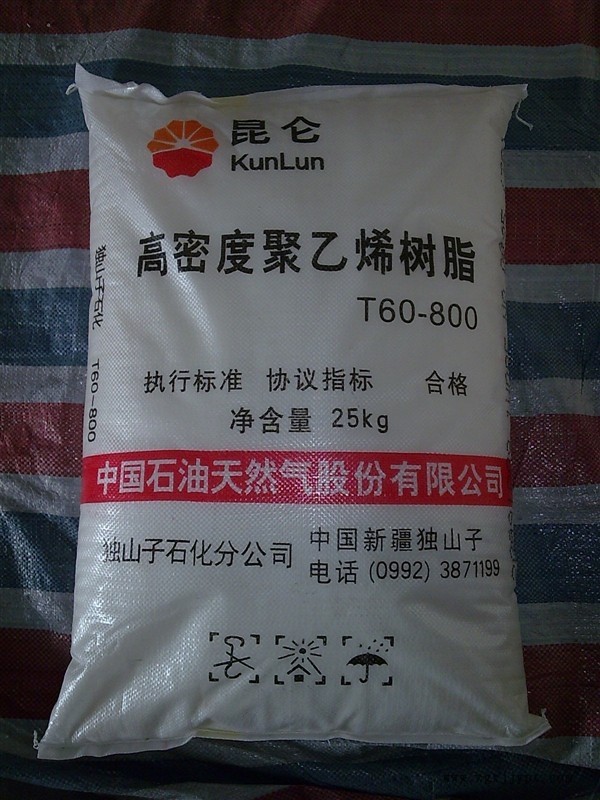 昆仑
KunLun
高密度聚乙烯树脂
T60-800
独山子石化 T60-800
执行标准 协议指标 合格
净含量 25kg
中国石油天然气股份有限公司
独山子石化分公司
中国新疆独山子
电话 (0992) 3871199